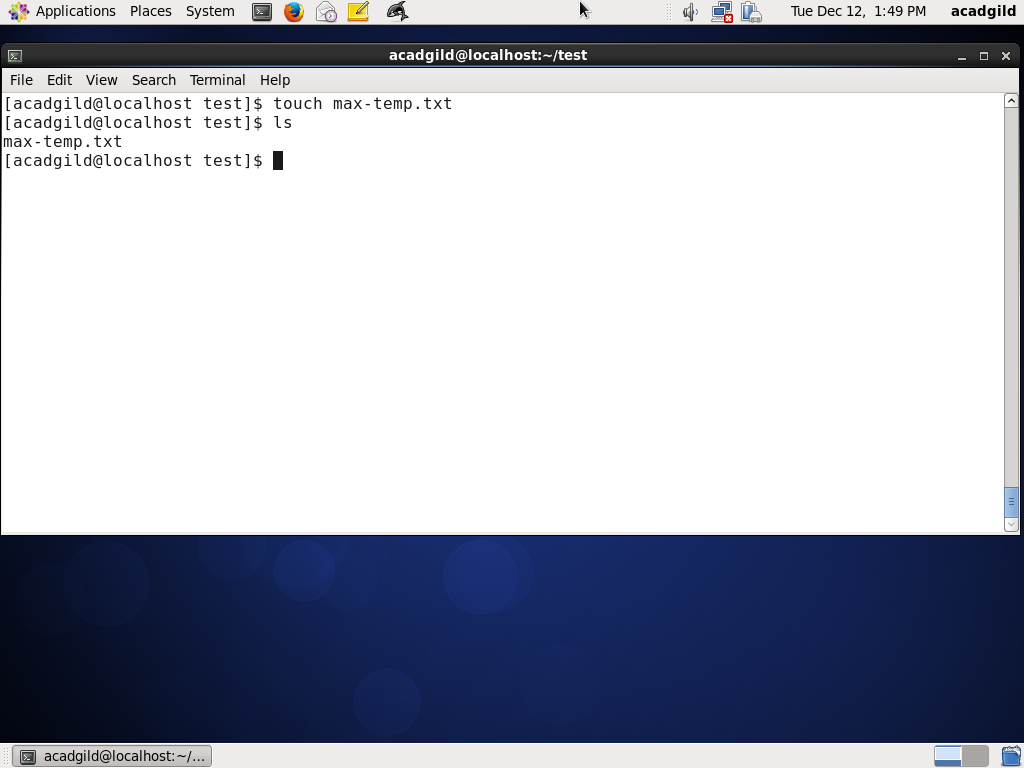 Applications Places System Tue Dec 12, 1:49 PM acadgild
acadgild@localhost:~/test
File Edit View Search Terminal Help
[acadgild@localhost test]$ touch max-temp.txt
[acadgild@localhost test]$ ls
max-temp.txt
[acadgild@localhost test]$
acadgild@localhost:~/...